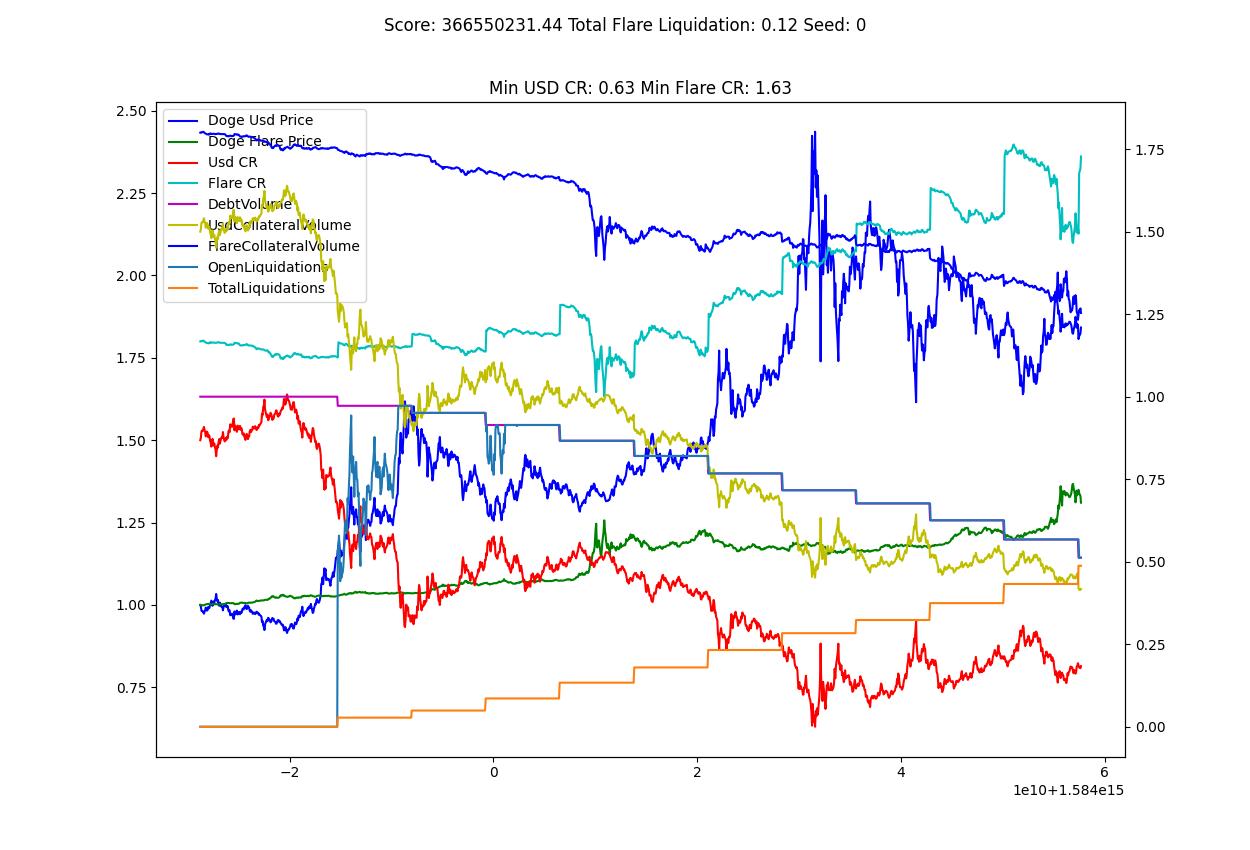 Score: 366550231.44 Total Flare Liquidation: 0.12 Seed: 0
Min USD CR: 0.63 Min Flare CR: 1.63
Doge Usd Price
Doge Flare Price
Usd CR
Flare CR
DebtVolume
UsdCollateralVolume
FlareCollateralVolume
OpenLiquidations
TotalLiquidations
2.50
2.25
2.00
1.75
1.50
1.25
1.00
0.75
1.75
1.50
1.25
1.00
0.75
0.50
0.25
0.00
−2 0 2 4 6
1e10+1.584e15